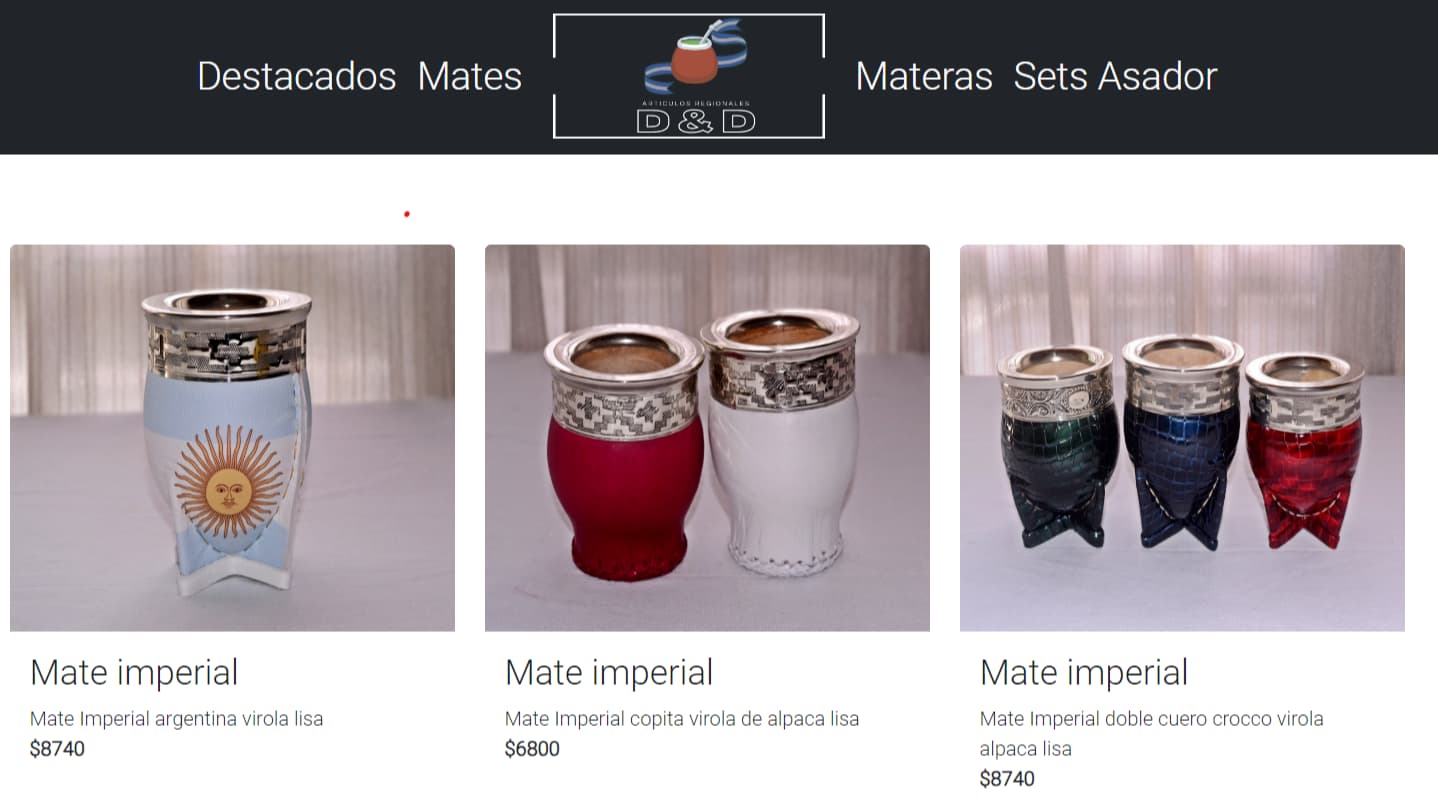 Destacados Mates
ARTICULOS REGIONALES
D & D
Materas Sets Asador
Mate imperial
Mate Imperial argentina virola lisa
$8740
Mate imperial
Mate Imperial copita virola de alpaca lisa
$6800
Mate imperial
Mate Imperial doble cuero crocco virola
alpaca lisa
$8740